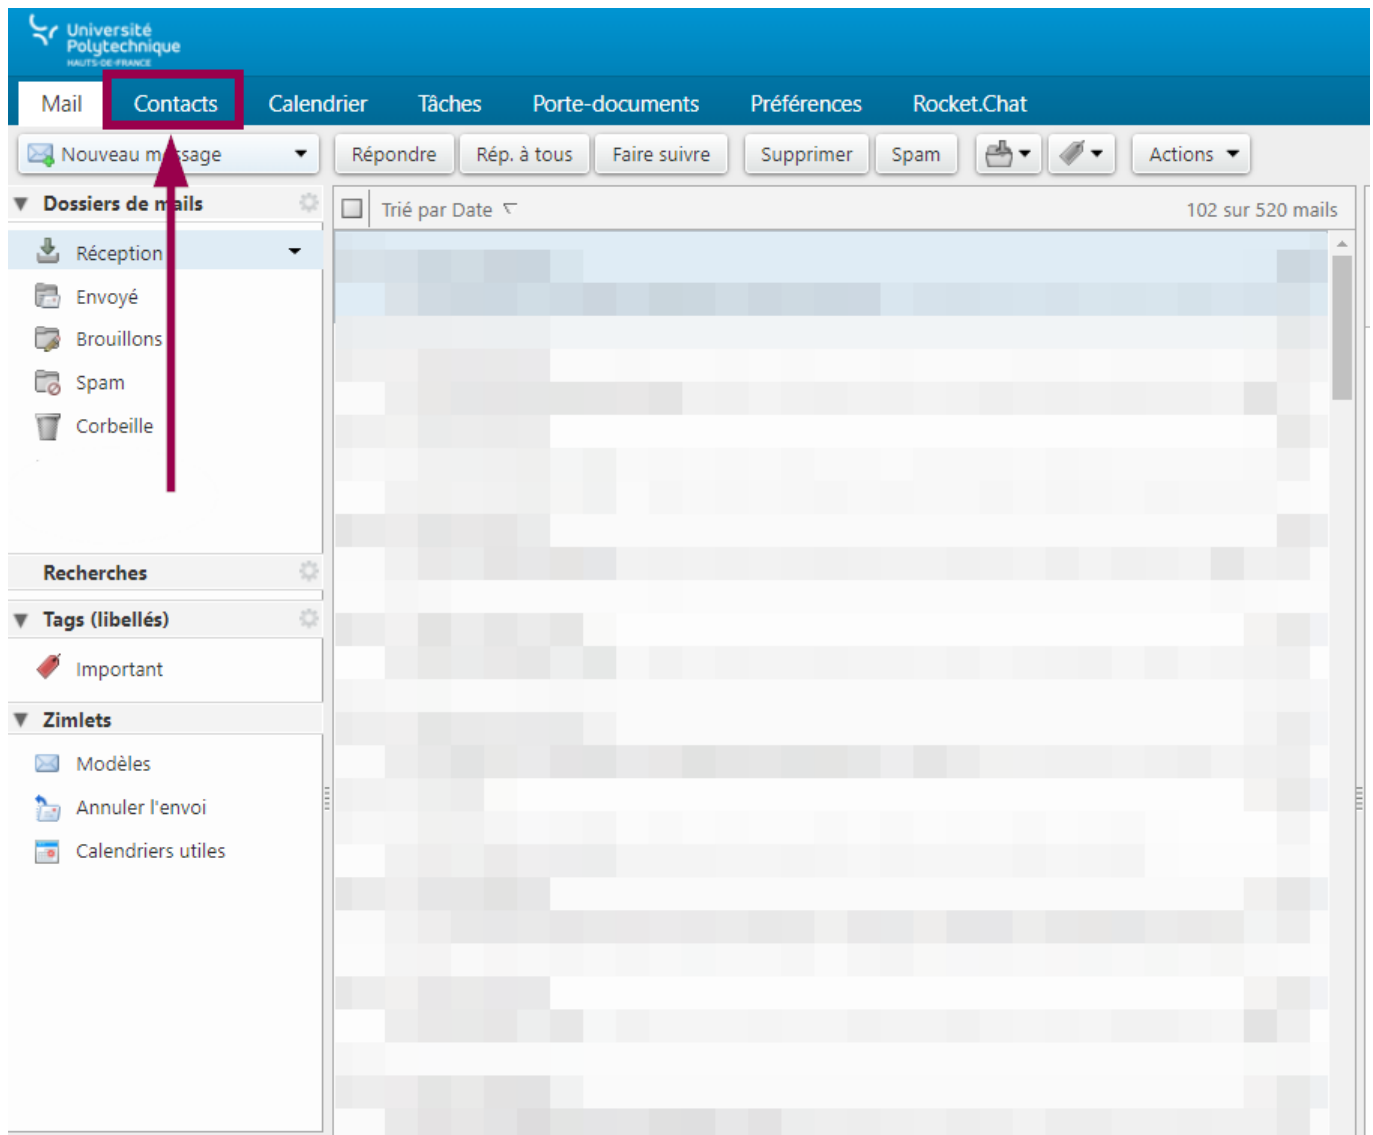 Université
Polytechnique
HAUTS-DE-FRANCE
Mail Contacts Calendrier Tâches Porte-documents Préférences Rocket.Chat
Nouveau message Répondre Rép. à tous Faire suivre Supprimer Spam Actions
Dossiers de mails
Trié par Date 102 sur 520 mails
Réception
Envoyé
Brouillons
Spam
Corbeille
Recherches
Tags (libellés)
Important
Zimlets
Modèles
Annuler l'envoi
Calendriers utiles